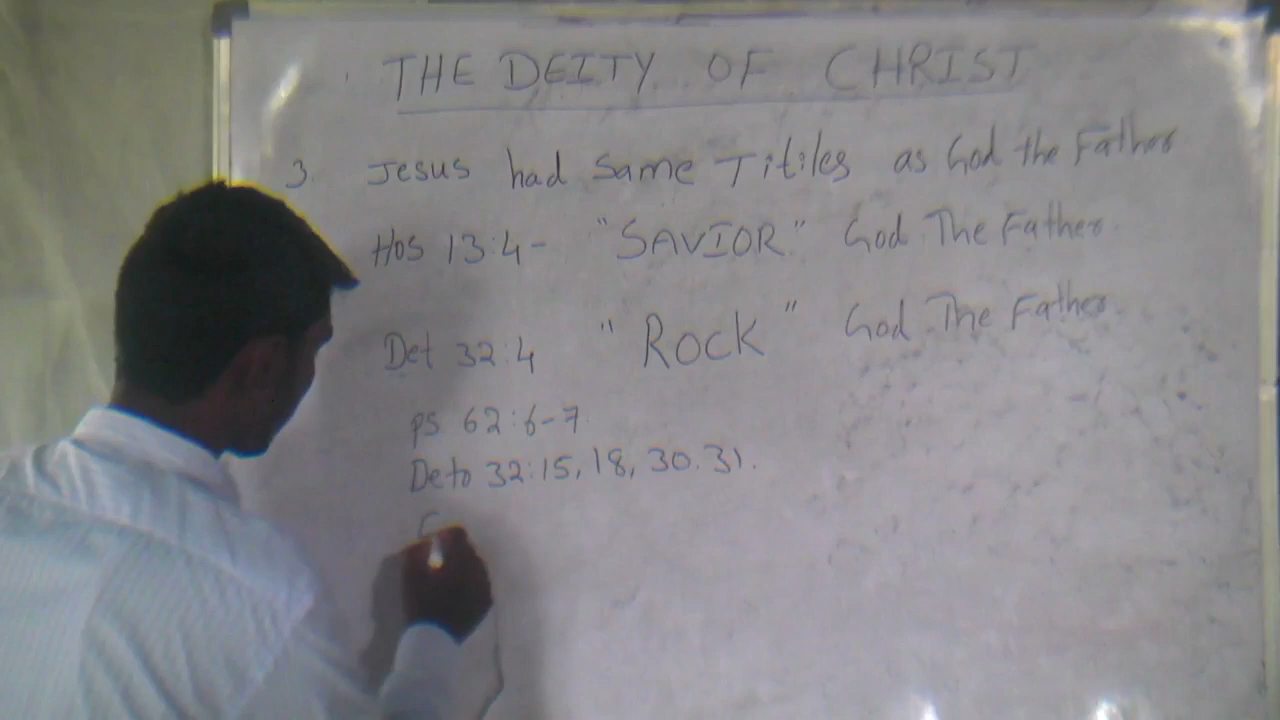 THE DEITY OF CHRIST
3. Jesus had Same Titiles as God the Father
Hos 13:4- "SAVIOR" God The Father
Det 32:4 "ROCK" God The Father
ps 62:6-7
Deto 32:15, 18, 30. 31.